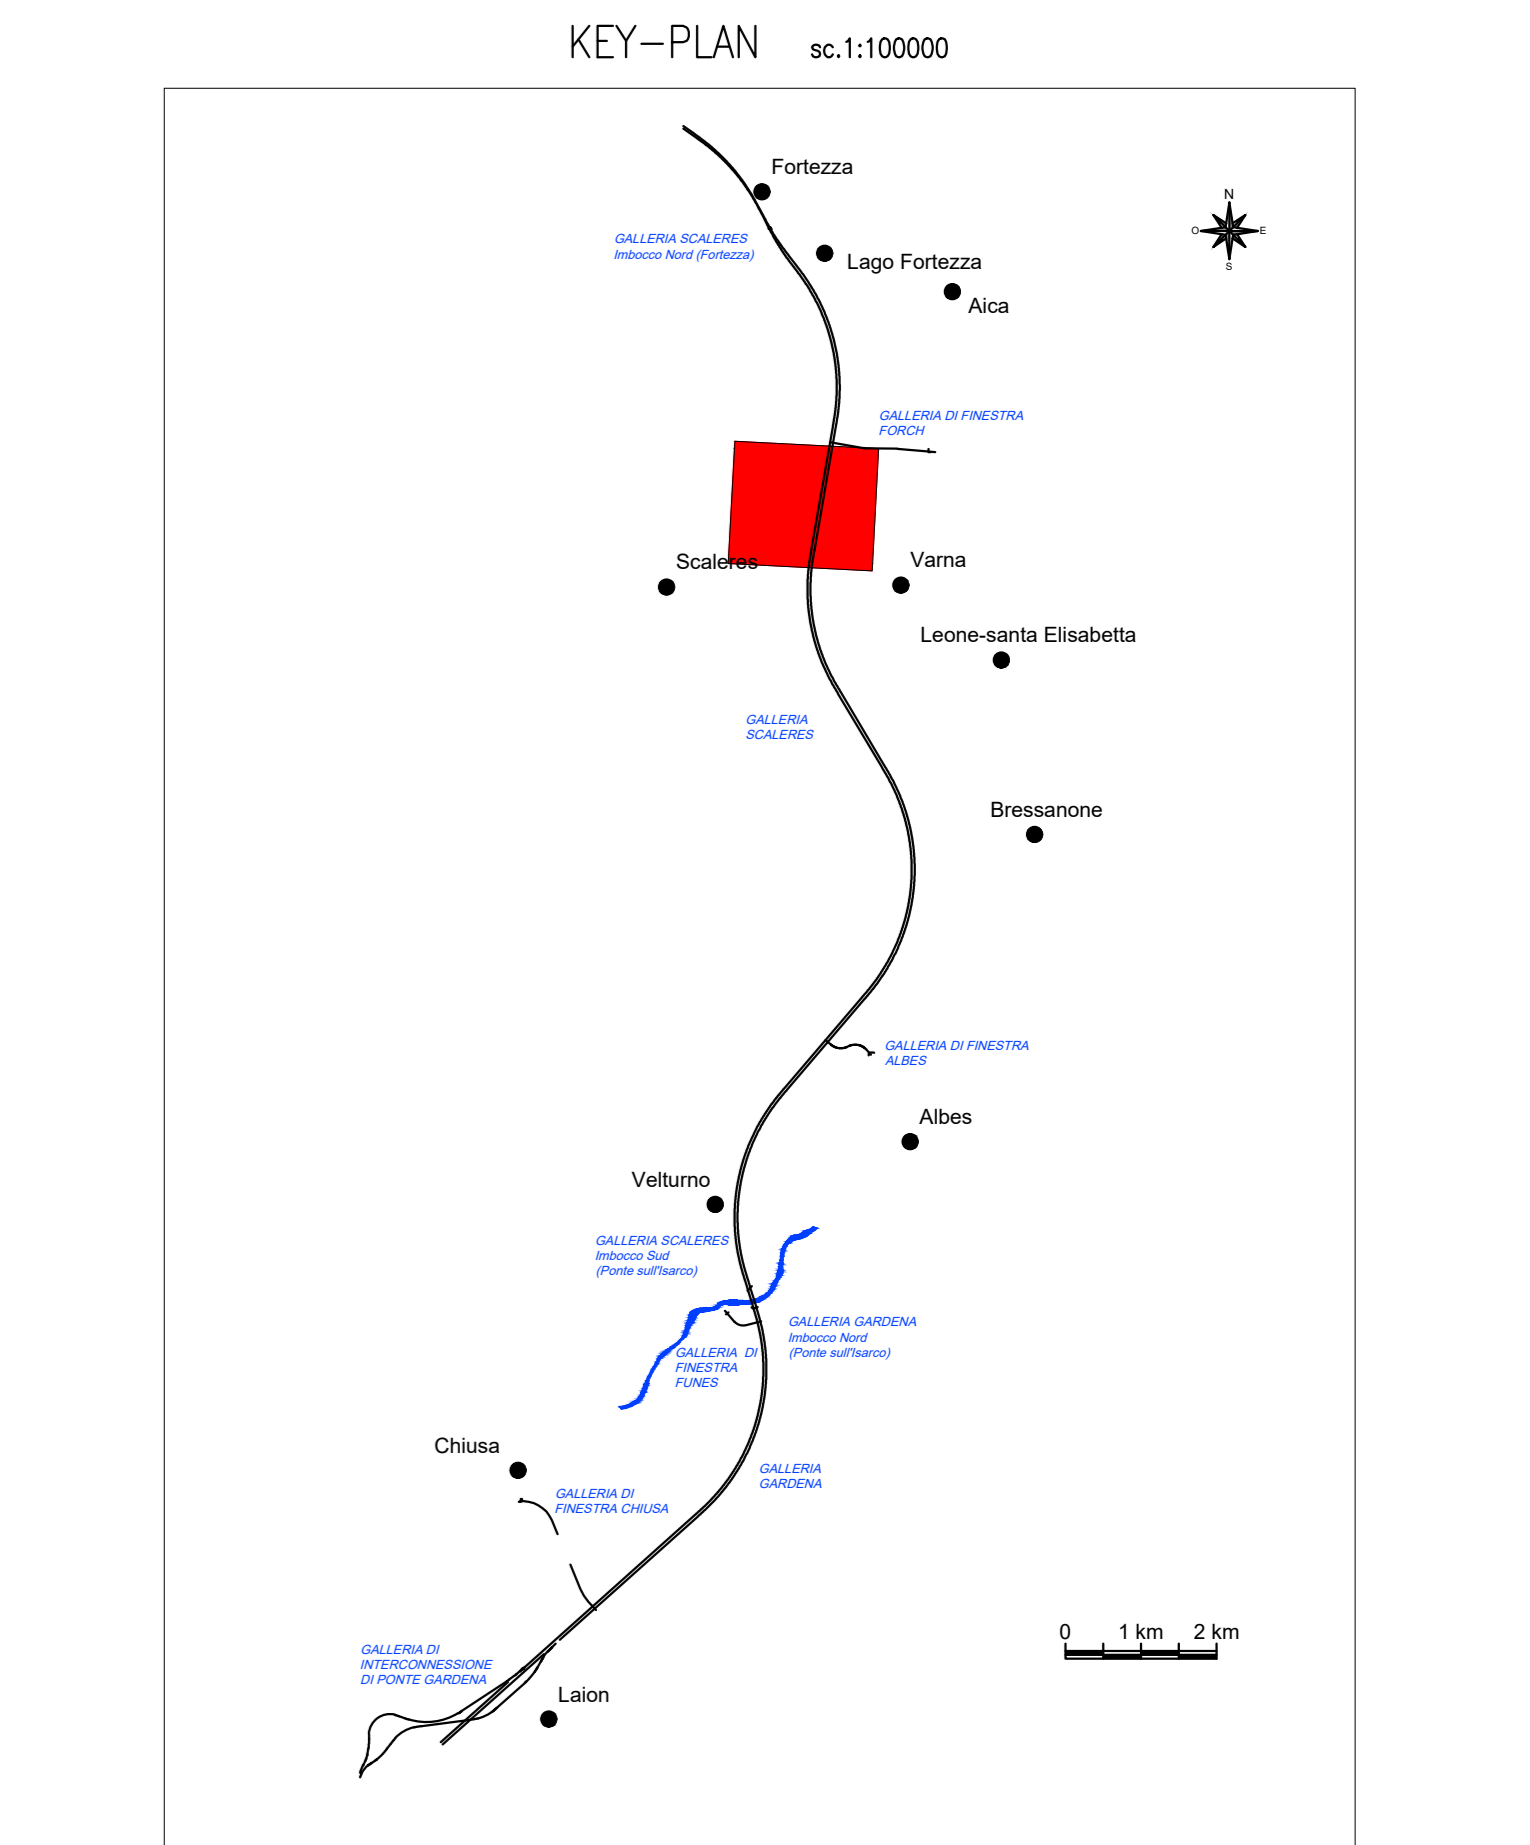 KEY-PLAN sc.1:100000
Fortezza
N
O E
S
GALLERIA SCALERES
Imbocco Nord (Fortezza)
Lago Fortezza
Aica
GALLERIA DI FINESTRA
FORCH
Scaleres
Varna
Leone-santa Elisabetta
GALLERIA
SCALERES
Bressanone
GALLERIA DI FINESTRA
ALBES
Albes
Velturno
GALLERIA SCALERES
Imbocco Sud
(Ponte sull'Isarco)
GALLERIA GARDENA
Imbocco Nord
(Ponte sull'Isarco)
GALLERIA DI
FINESTRA
FUNES
Chiusa
GALLERIA
GARDENA
GALLERIA DI
FINESTRA CHIUSA
0 1 km 2 km
GALLERIA DI
INTERCONNESSIONE
DI PONTE GARDENA
Laion